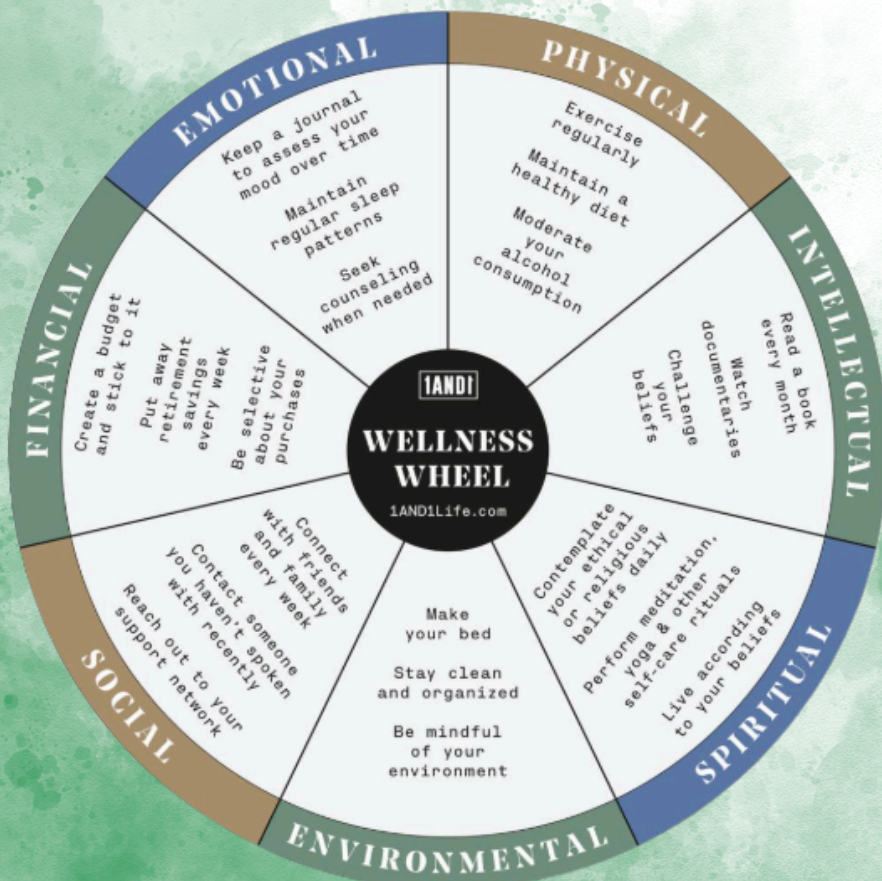 EMOTIONAL
Keep a journal
to assess your
mood over time
Maintain
regular sleep
patterns
Seek
counseling
when needed
PHYSICAL
Exercise
regularly
Maintain a
healthy diet
Moderate
your
alcohol
consumption
INTELLECTUAL
Read a book
every month
Watch
documentaries
Challenge
your
beliefs
SPIRITUAL
Contemplate
your ethical
or religious
beliefs daily
Perform meditation,
yoga & other
self-care rituals
Live according
to your beliefs
ENVIRONMENTAL
Make
your bed
Stay clean
and organized
Be mindful
of your
environment
SOCIAL
Connect
with friends
and family
every week
Contact someone
you haven't spoken
with recently
Reach out to your
support network
FINANCIAL
Create a budget
and stick to it
Put away
retirement
savings
every week
Be selective
about your
purchases
1AND1
WELLNESS
WHEEL
1AND1Life.com